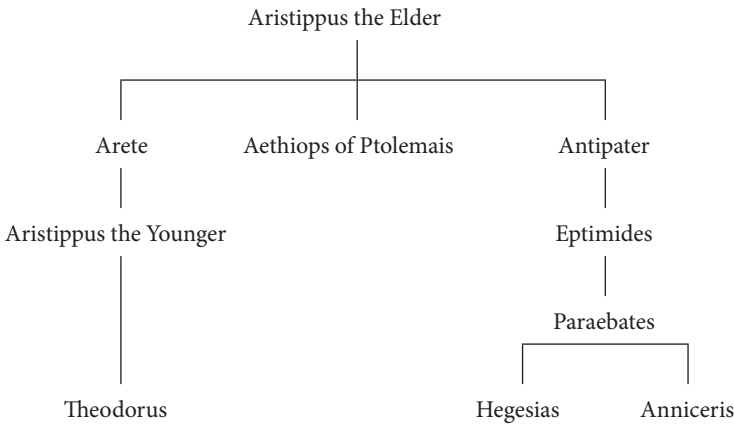 Aristippus the Elder
Arete
Aethiops of Ptolemais
Antipater
Aristippus the Younger
Eptimides
Paraebates
Theodorus
Hegesias
Anniceris